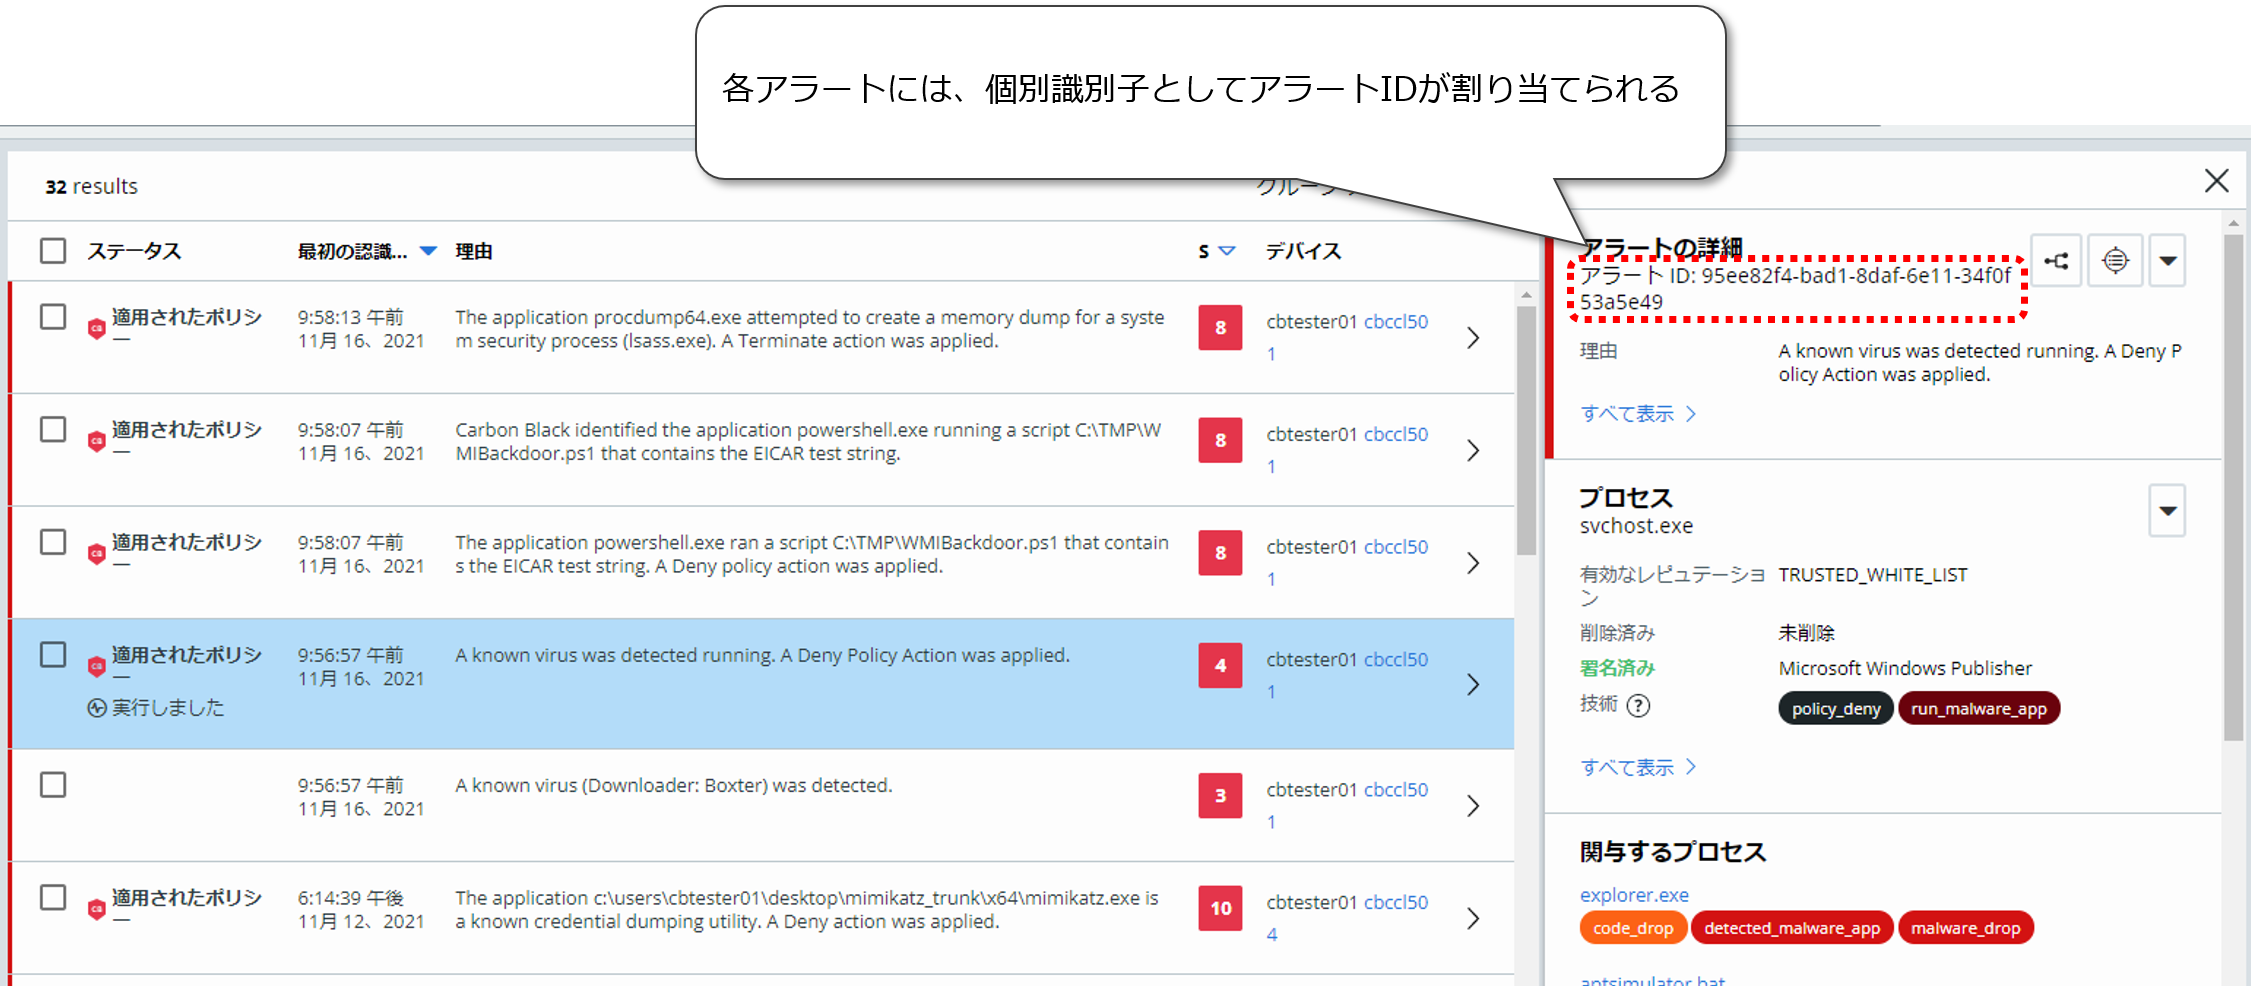 各アラートには、個別識別子としてアラートIDが割り当てられる
32 results
ステータス 最初の認識... 理由 S デバイス
適用されたポリシ
ー
9:58:13 午前
11月 16、2021
The application procdump64.exe attempted to create a memory dump for a syste
m security process (lsass.exe). A Terminate action was applied.
8
cbtester01 cbccl50
1
適用されたポリシ
ー
9:58:07 午前
11月 16、2021
Carbon Black identified the application powershell.exe running a script C:\TMP\W
MIBackdoor.ps1 that contains the EICAR test string.
8
cbtester01 cbccl50
1
適用されたポリシ
ー
9:58:07 午前
11月 16、2021
The application powershell.exe ran a script C:\TMP\WMIBackdoor.ps1 that contain
s the EICAR test string. A Deny policy action was applied.
8
cbtester01 cbccl50
1
適用されたポリシ
ー
実行しました
9:56:57 午前
11月 16、2021
A known virus was detected running. A Deny Policy Action was applied.
4
cbtester01 cbccl50
1
9:56:57 午前
11月 16、2021
A known virus (Downloader: Boxter) was detected.
3
cbtester01 cbccl50
1
適用されたポリシ
ー
6:14:39 午後
11月 12、2021
The application c:\users\cbtester01\desktop\mimikatz_trunk\x64\mimikatz.exe is
a known credential dumping utility. A Deny action was applied.
10
cbtester01 cbccl50
4
アラートの詳細
アラート ID: 95ee82f4-bad1-8daf-6e11-34f0f
53a5e49
理由
A known virus was detected running. A Deny P
olicy Action was applied.
すべて表示
プロセス
svchost.exe
有効なレピュテーショ
ン
TRUSTED_WHITE_LIST
削除済み 未削除
署名済み Microsoft Windows Publisher
技術 ? policy_deny run_malware_app
すべて表示
関与するプロセス
explorer.exe
code_drop detected_malware_app malware_drop